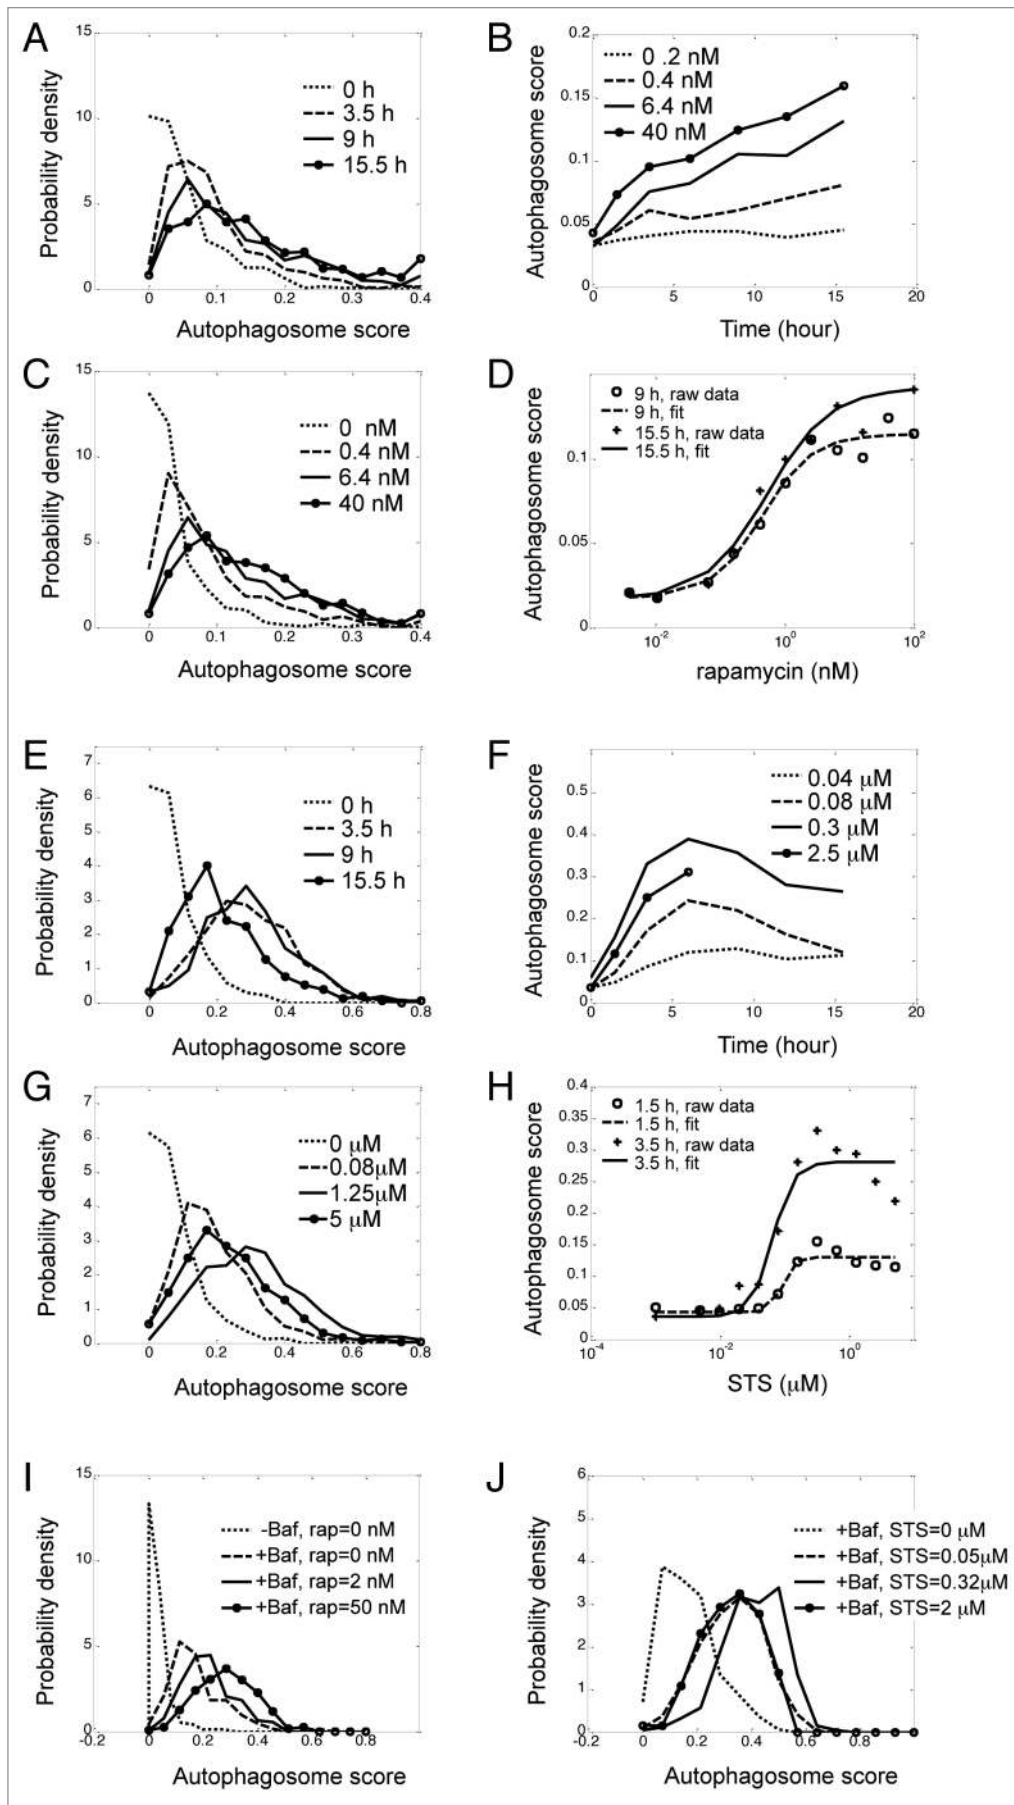 A
Probability density
15
10
5
0
0 h
3.5 h
9 h
15.5 h
0
0.1
0.2
0.3
0.4
Autophagosome score
B
Autophagosome score
0.2
0.15
0.1
0.05
0
0 .2 nM
0.4 nM
6.4 nM
40 nM
0
5
10
15
20
Time (hour)
C
Probability density
15
10
5
0
0 nM
0.4 nM
6.4 nM
40 nM
0
0.1
0.2
0.3
0.4
Autophagosome score
D
Autophagosome score
0.1
0.05
0
9 h, raw data
9 h, fit
15.5 h, raw data
15.5 h, fit
10-2
100
102
rapamycin (nM)
E
Probability density
7
6
5
4
3
2
1
0
0 h
3.5 h
9 h
15.5 h
0
0.2
0.4
0.6
0.8
Autophagosome score
F
Autophagosome score
0.5
0.4
0.3
0.2
0.1
0
0.04 µM
0.08 µM
0.3 µM
2.5 µM
0
5
10
15
20
Time (hour)
G
Probability density
7
6
5
4
3
2
1
0
0 µM
0.08µM
1.25µM
5 µM
0
0.2
0.4
0.6
0.8
Autophagosome score
H
Autophagosome score
0.4
0.35
0.3
0.25
0.2
0.15
0.1
0.05
0
1.5 h, raw data
1.5 h, fit
3.5 h, raw data
3.5 h, fit
10-4
10-2
100
STS (µM)
I
Probability density
15
10
5
0
-Baf, rap=0 nM
+Baf, rap=0 nM
+Baf, rap=2 nM
+Baf, rap=50 nM
-0.2
0
0.2
0.4
0.6
0.8
Autophagosome score
J
Probability density
6
5
4
3
2
1
0
+Baf, STS=0 µM
+Baf, STS=0.05µM
+Baf, STS=0.32µM
+Baf, STS=2 µM
-0.2
0
0.2
0.4
0.6
0.8
Autophagosome score